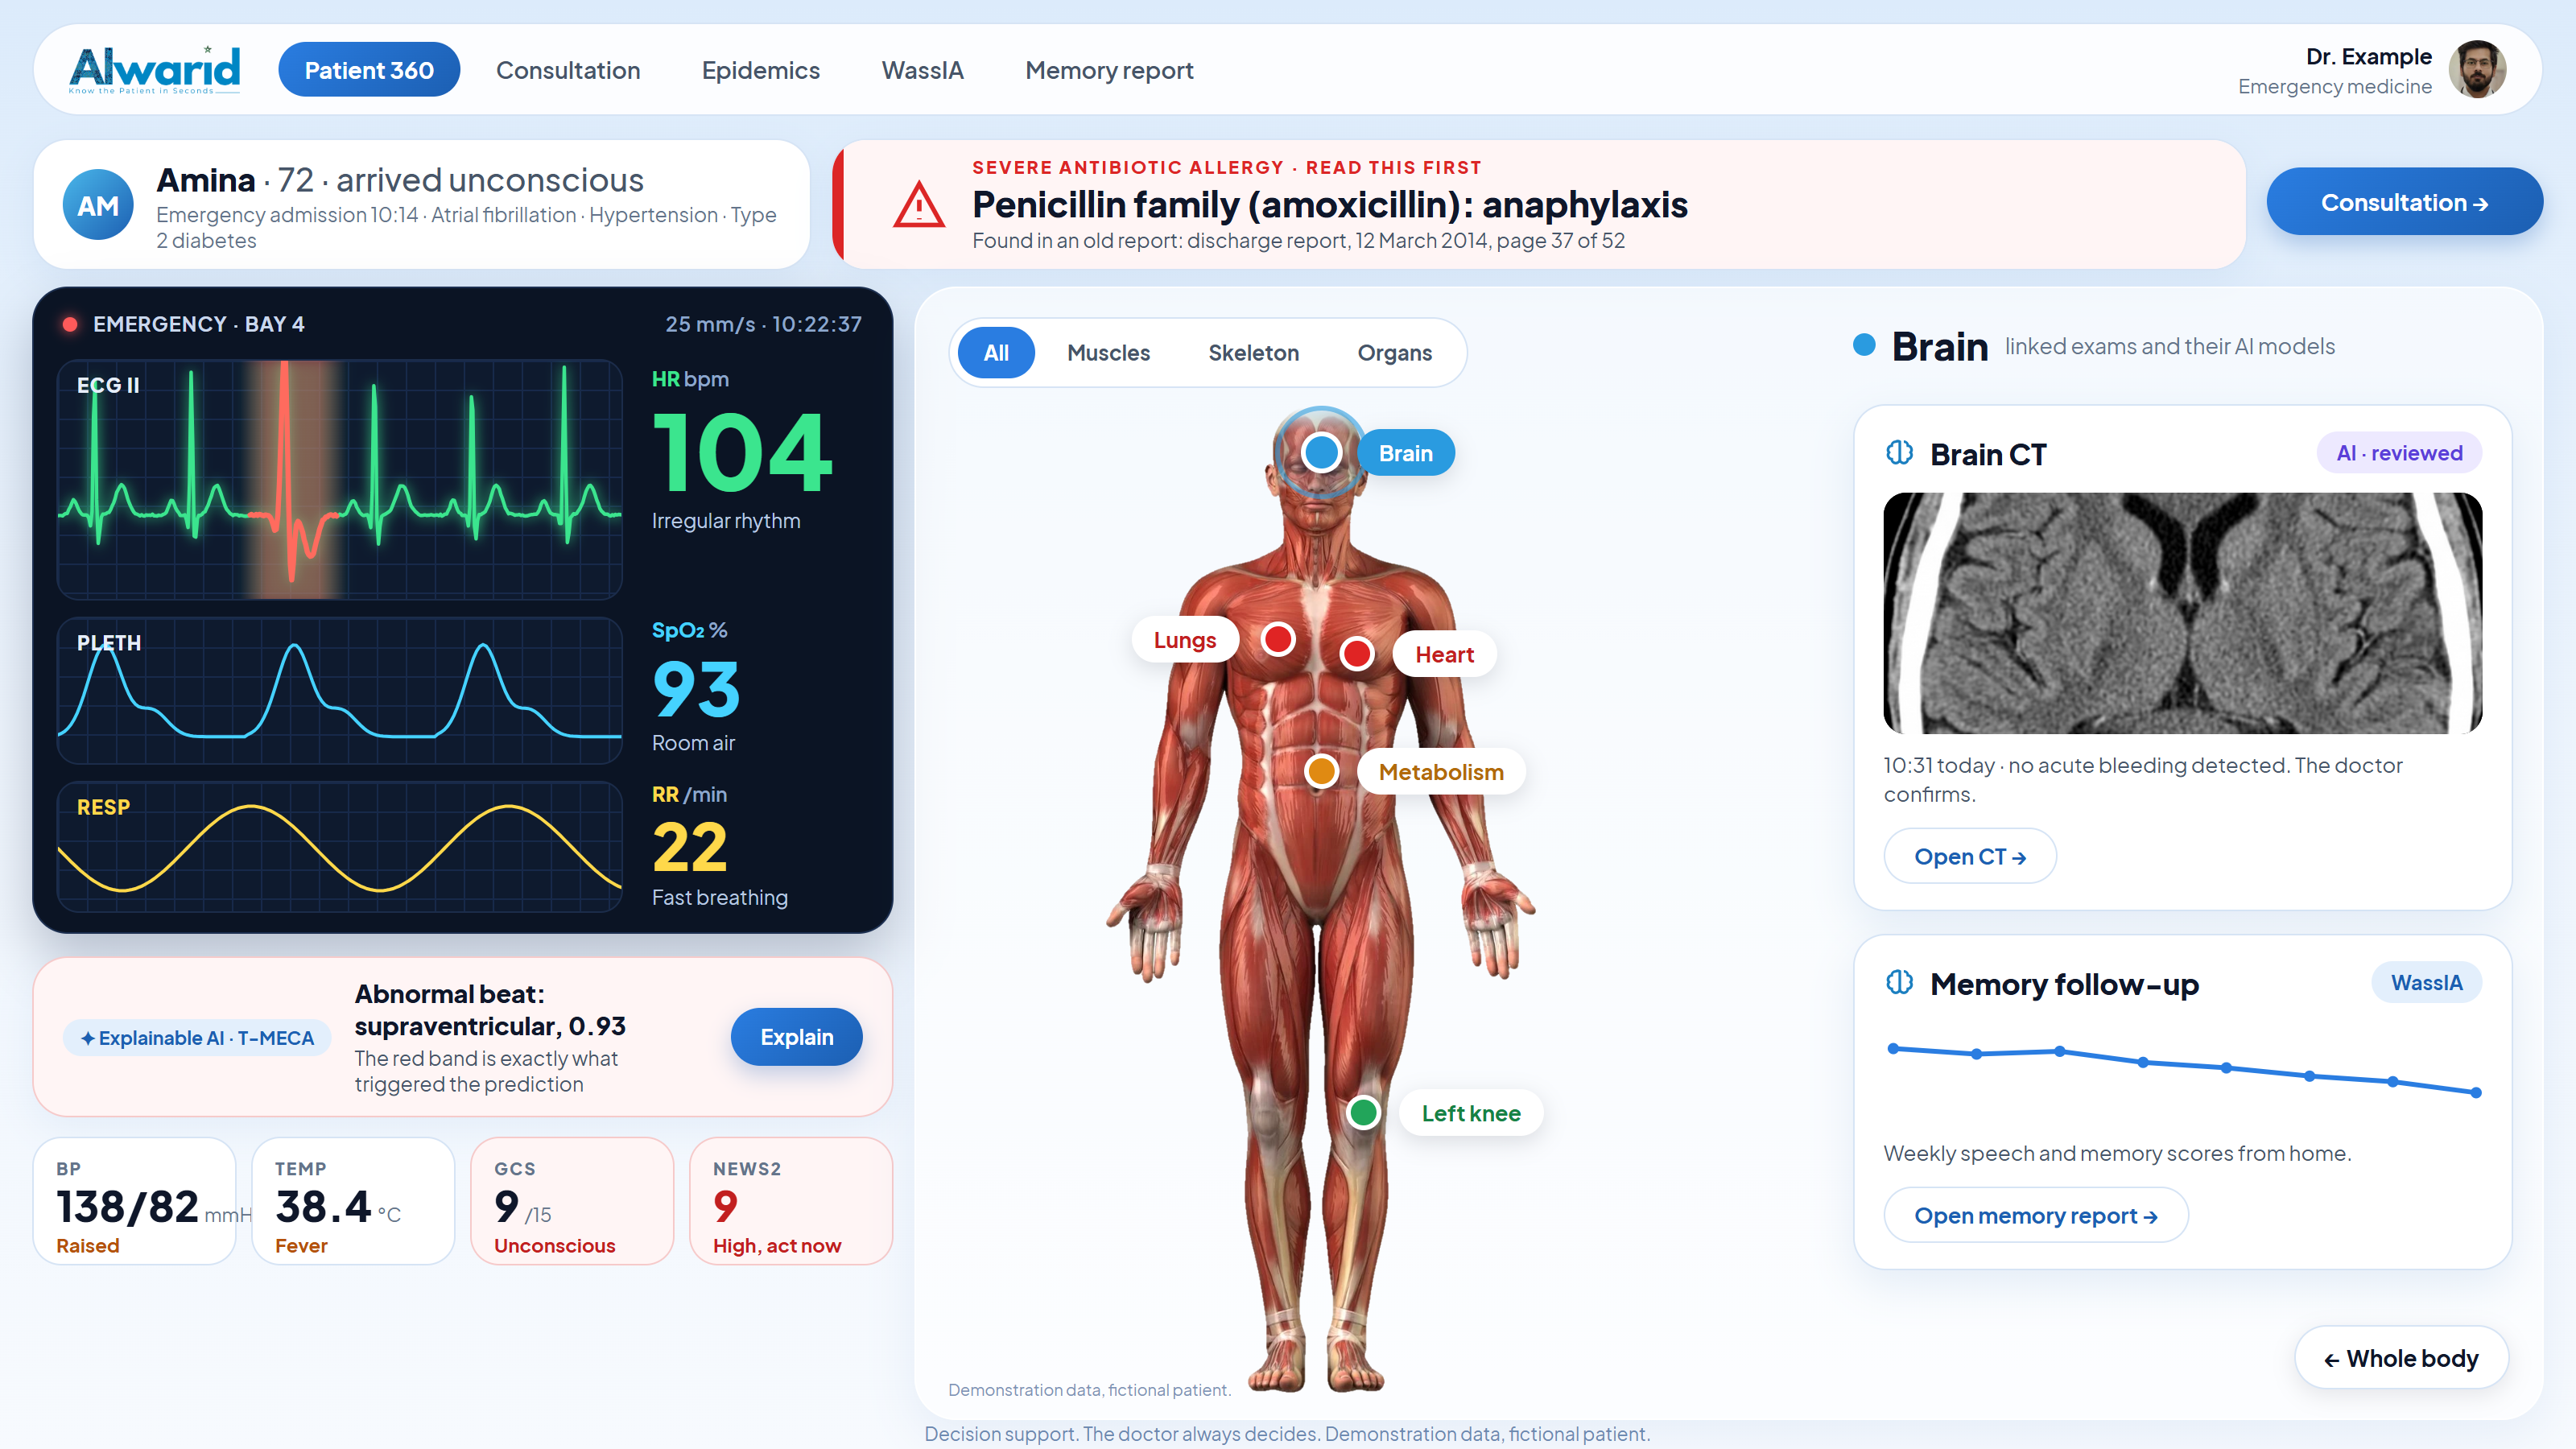 Alwarid
Know the Patient in Seconds
Patient 360
Consultation
Epidemics
WassIA
Memory report
Dr. Example
Emergency medicine
AM
Amina · 72 · arrived unconscious
Emergency admission 10:14 · Atrial fibrillation · Hypertension · Type
2 diabetes
SEVERE ANTIBIOTIC ALLERGY · READ THIS FIRST
Penicillin family (amoxicillin): anaphylaxis
Found in an old report: discharge report, 12 March 2014, page 37 of 52
Consultation →
EMERGENCY · BAY 4
25 mm/s · 10:22:37
ECG II
HR bpm
104
Irregular rhythm
PLETH
SpO₂ %
93
Room air
RESP
RR /min
22
Fast breathing
✦ Explainable AI · T-MECA
Abnormal beat:
supraventricular, 0.93
The red band is exactly what
triggered the prediction
Explain
BP
138/82 mmH
Raised
TEMP
38.4 °C
Fever
GCS
9 /15
Unconscious
NEWS2
9
High, act now
All
Muscles
Skeleton
Organs
Brain
Lungs
Heart
Metabolism
Left knee
Demonstration data, fictional patient.
Brain linked exams and their AI models
Brain CT
AI · reviewed
10:31 today · no acute bleeding detected. The doctor
confirms.
Open CT →
Memory follow-up
WassIA
Weekly speech and memory scores from home.
Open memory report →
← Whole body
Decision support. The doctor always decides. Demonstration data, fictional patient.